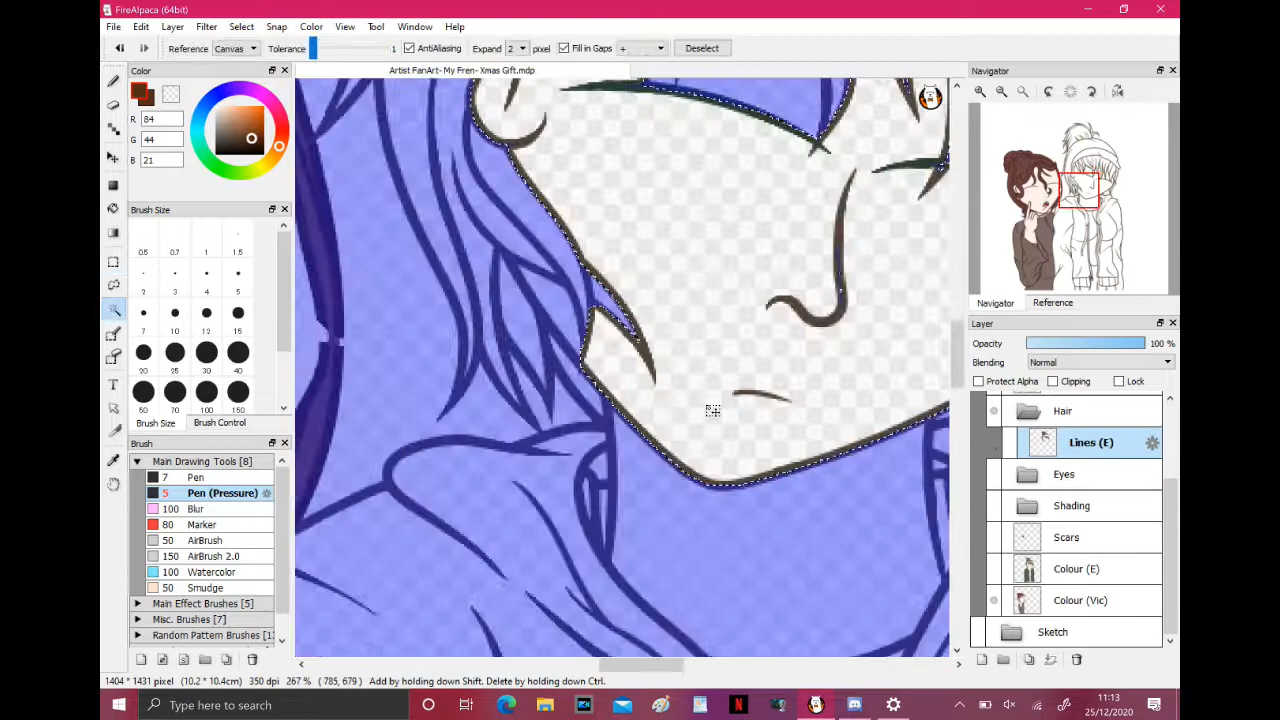 FireAlpaca (64bit)
File Edit Layer Filter Select Snap Color View Tool Window Help
Reference Canvas Tolerance 1 AntiAliasing Expand 2 pixel Fill in Gaps + Deselect
Color
Artist FanArt- My Fren- Xmas Gift.mdp
Navigator
R 84
G 44
B 21
Brush Size
0.5 0.7 1 1.5
2 3 4 5
7 10 12 15
20 25 30 40
50 70 100 150
Brush Size Brush Control
Brush
Main Drawing Tools [8]
7 Pen
5 Pen (Pressure)
100 Blur
80 Marker
50 AirBrush
150 AirBrush 2.0
100 Watercolor
50 Smudge
Main Effect Brushes [5]
Misc. Brushes [7]
Random Pattern Brushes [1
Navigator Reference
Layer
Opacity 100 %
Blending Normal
Protect Alpha Clipping Lock
Hair
Lines (E)
Eyes
Shading
Scars
Colour (E)
Colour (Vic)
Sketch
1404 * 1431 pixel (10.2 * 10.4cm) 350 dpi 267 % ( 785, 679 ) Add by holding down Shift. Delete by holding down Ctrl.
Type here to search
N
11:13
25/12/2020